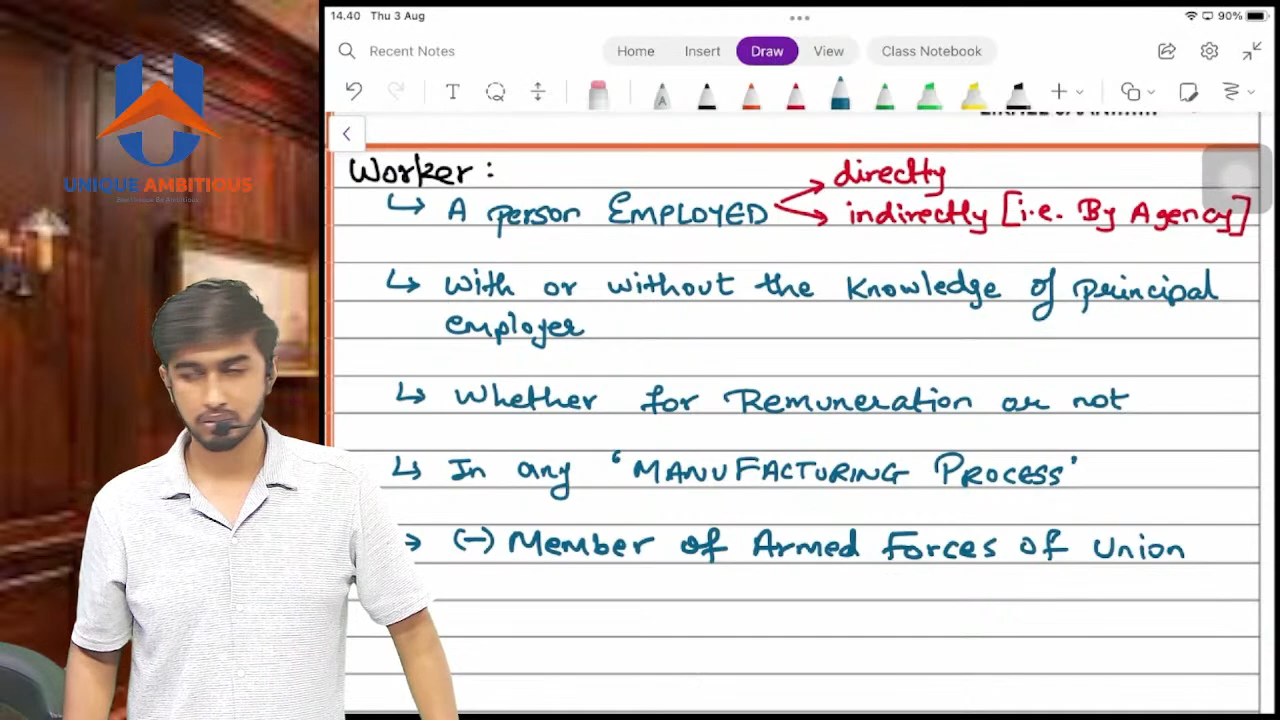 14.40 Thu 3 Aug
90%
Recent Notes
Home Insert Draw View Class Notebook
UNIQUE AMBITIOUS
Worker :
directly
A person EMPLOYED
indirectly [i.e. By Agency]
With or without the Knowledge of principal
employer
Whether for Remuneration or not
In any 'MANUFACTURING PROCESS'
(-) Member of Armed Forces of Union